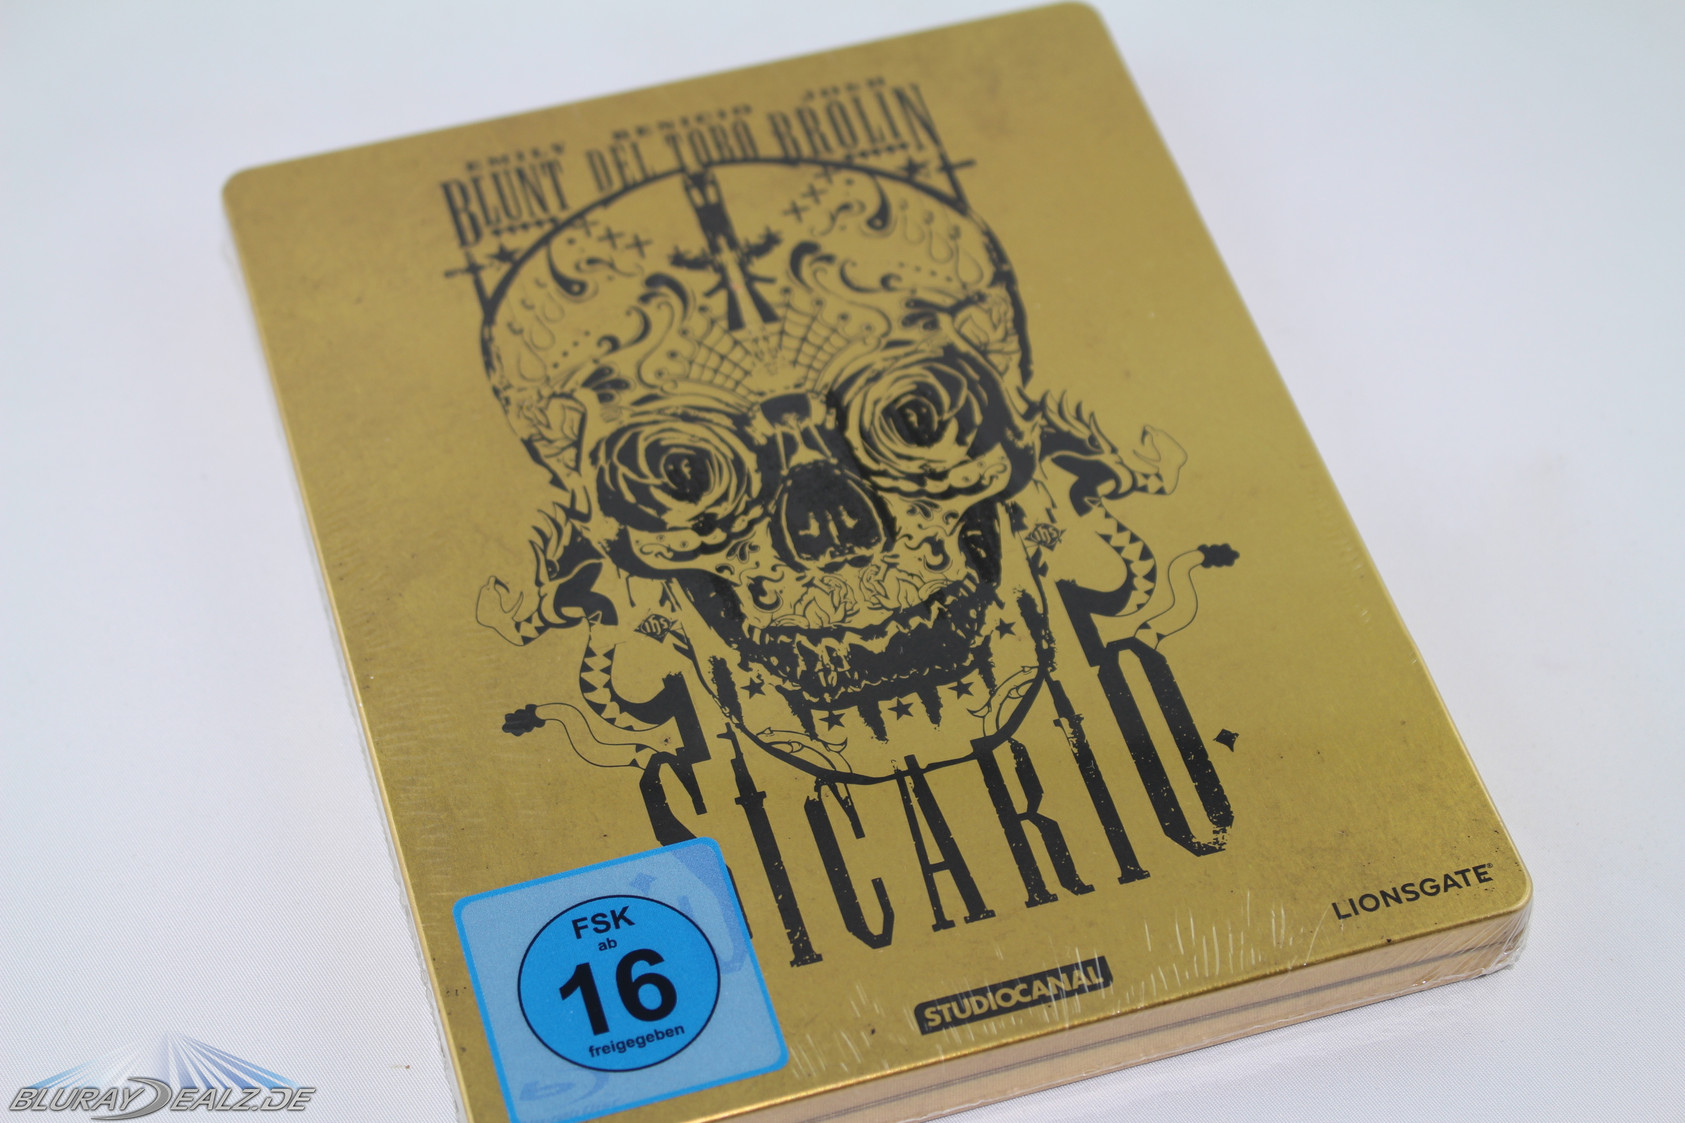 EMILY BENICIO JOSH
BLUNT DEL TORO BROLIN
SICARIO.
LIONSGATE
STUDIOCANAL
FSK
ab
16
freigegeben
BLURAYDEALZ.DE